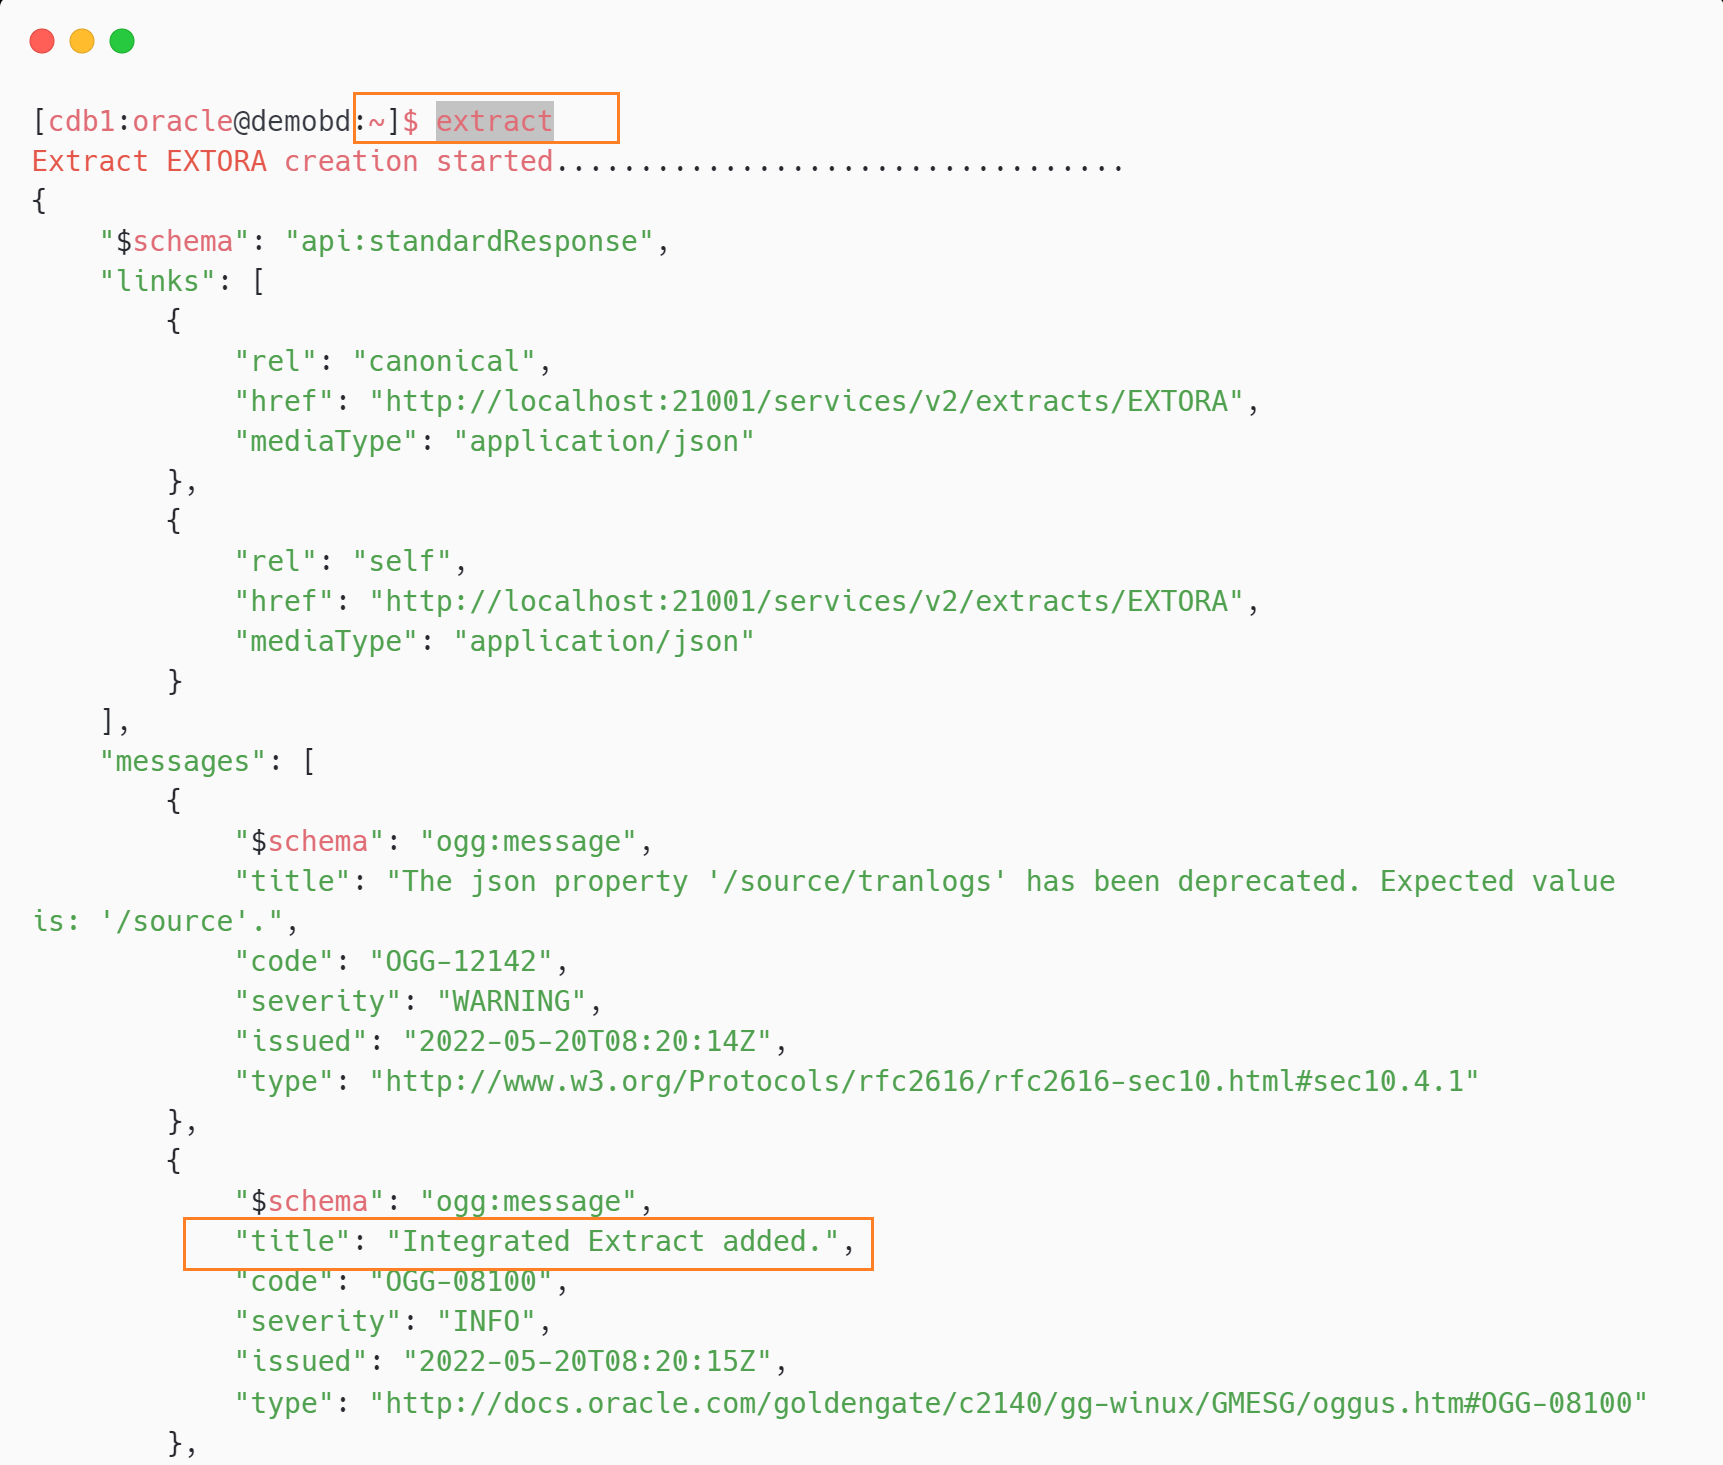 [cdb1:oracle@demobd:~]$ extract
Extract EXTORA creation started..................................
{
    "$schema": "api:standardResponse",
    "links": [
        {
            "rel": "canonical",
            "href": "http://localhost:21001/services/v2/extracts/EXTORA",
            "mediaType": "application/json"
        },
        {
            "rel": "self",
            "href": "http://localhost:21001/services/v2/extracts/EXTORA",
            "mediaType": "application/json"
        }
    ],
    "messages": [
        {
            "$schema": "ogg:message",
            "title": "The json property '/source/tranlogs' has been deprecated. Expected value
is: '/source'.",
            "code": "OGG-12142",
            "severity": "WARNING",
            "issued": "2022-05-20T08:20:14Z",
            "type": "http://www.w3.org/Protocols/rfc2616/rfc2616-sec10.html#sec10.4.1"
        },
        {
            "$schema": "ogg:message",
            "title": "Integrated Extract added.",
            "code": "OGG-08100",
            "severity": "INFO",
            "issued": "2022-05-20T08:20:15Z",
            "type": "http://docs.oracle.com/goldengate/c2140/gg-winux/GMESG/oggus.htm#OGG-08100"
        },